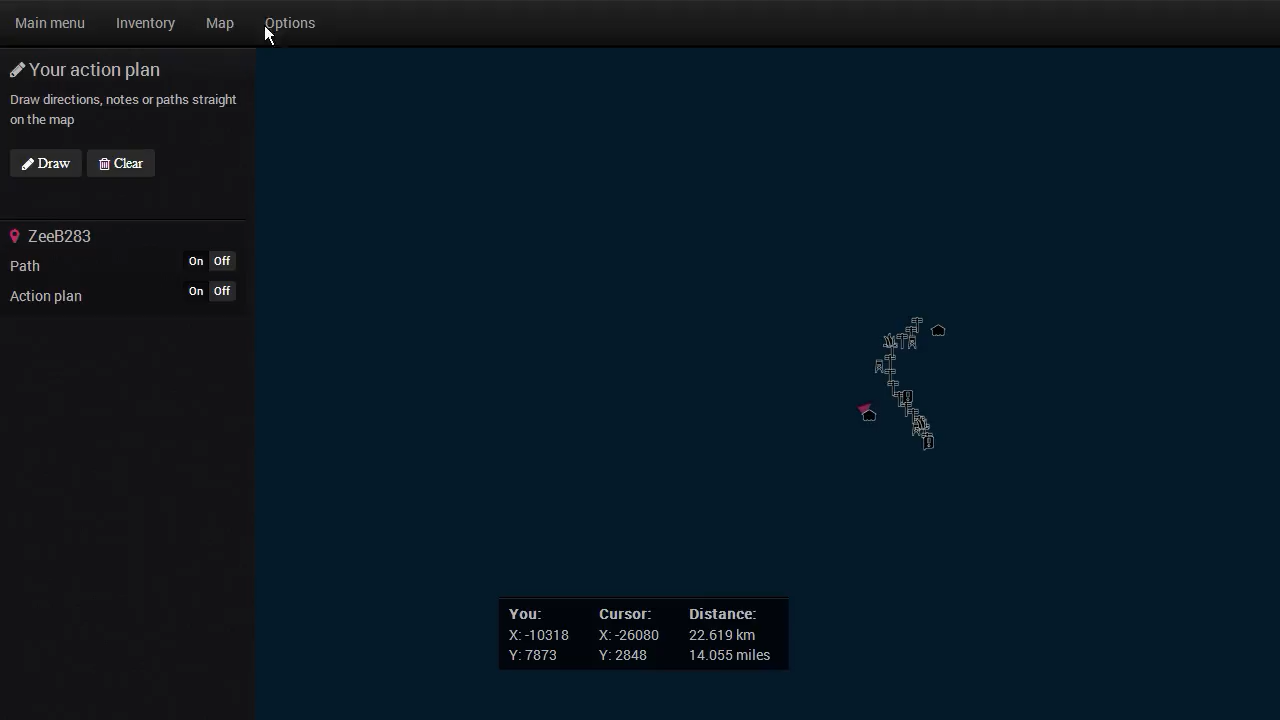 Main menu Inventory Map Options
Your action plan
Draw directions, notes or paths straight
on the map
Draw Clear
ZeeB283
Path On Off
Action plan On Off
You: Cursor: Distance:
X: -10318 X: -26080 22.619 km
Y: 7873 Y: 2848 14.055 miles